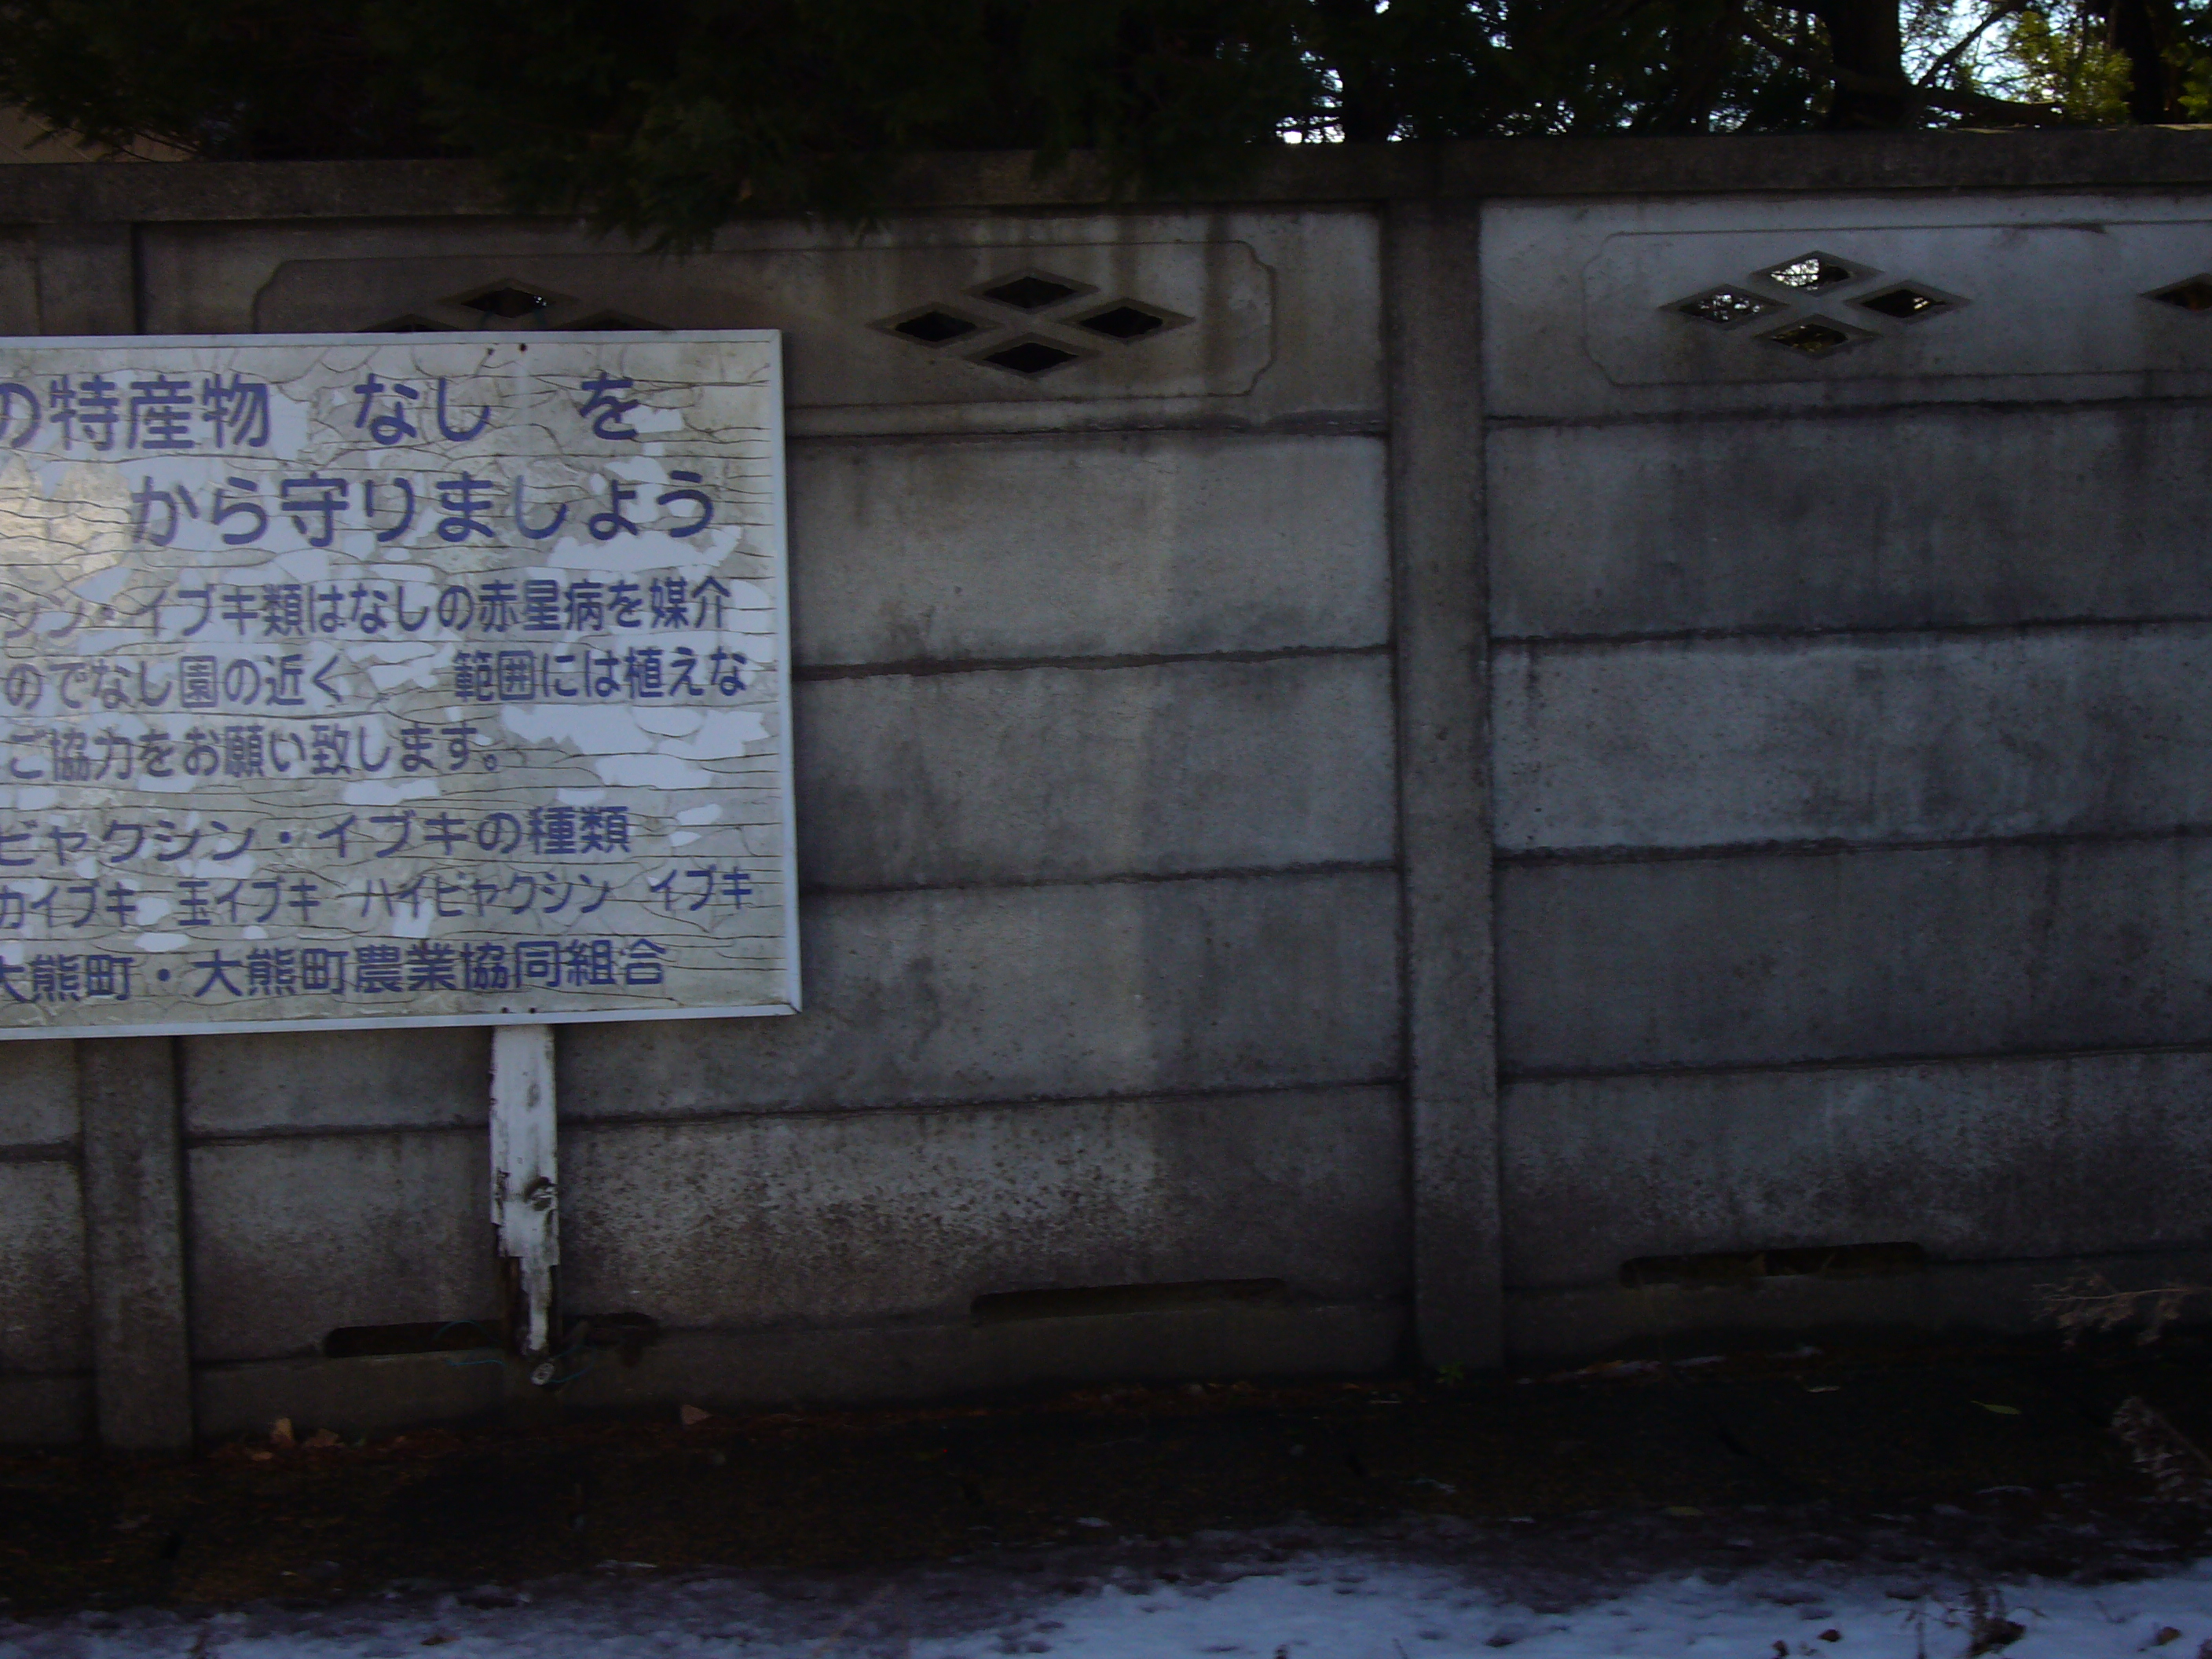 の特産物 なし を
から守りましょう
シン・イブキ類はなしの赤星病を媒介
のでなし園の近く 範囲には植えな
ご協力をお願い致します。
ビャクシン・イブキの種類
カイブキ 玉イブキ ハイビャクシン イブキ
大熊町・大熊町農業協同組合